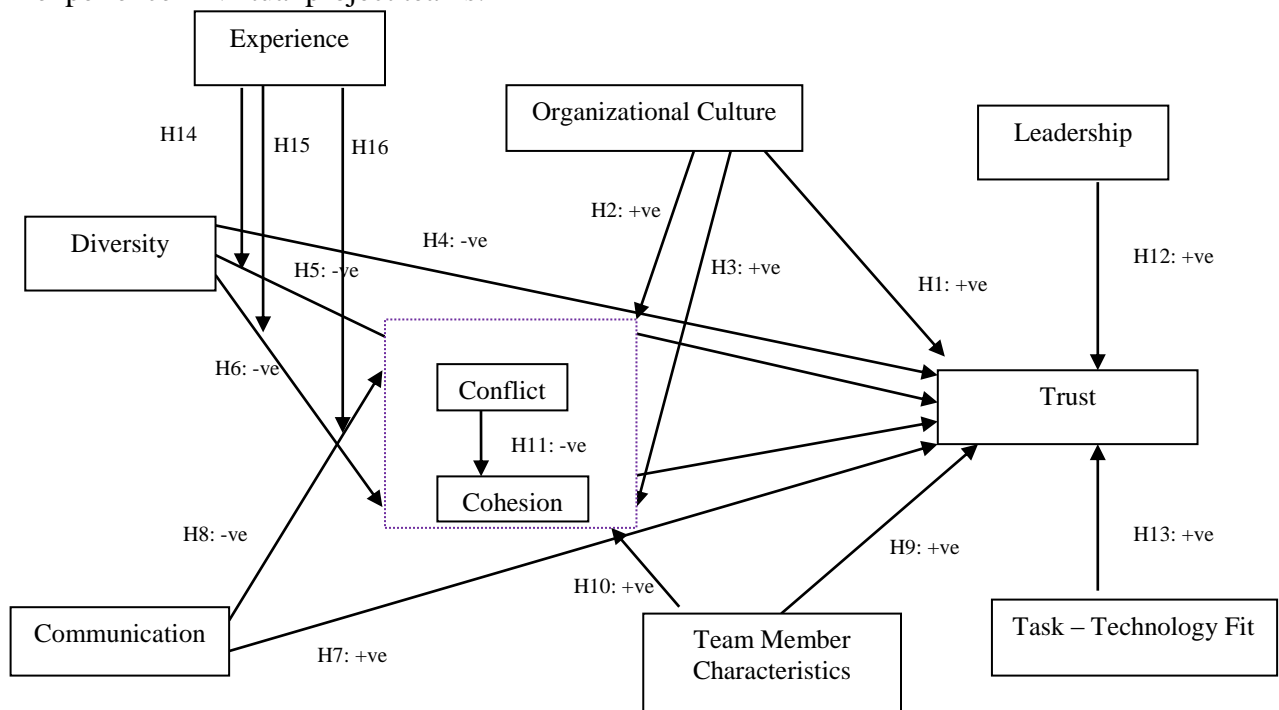 Experience
Organizational Culture
Leadership
H14
H15
H16
H2: +ve
Diversity
H4: -ve
H3: +ve
H12: +ve
H5: -ve
H1: +ve
H6: -ve
Conflict
Trust
H11: -ve
Cohesion
H8: -ve
H9: +ve
H13: +ve
H10: +ve
Communication
Team Member
Characteristics
Task – Technology Fit
H7: +ve